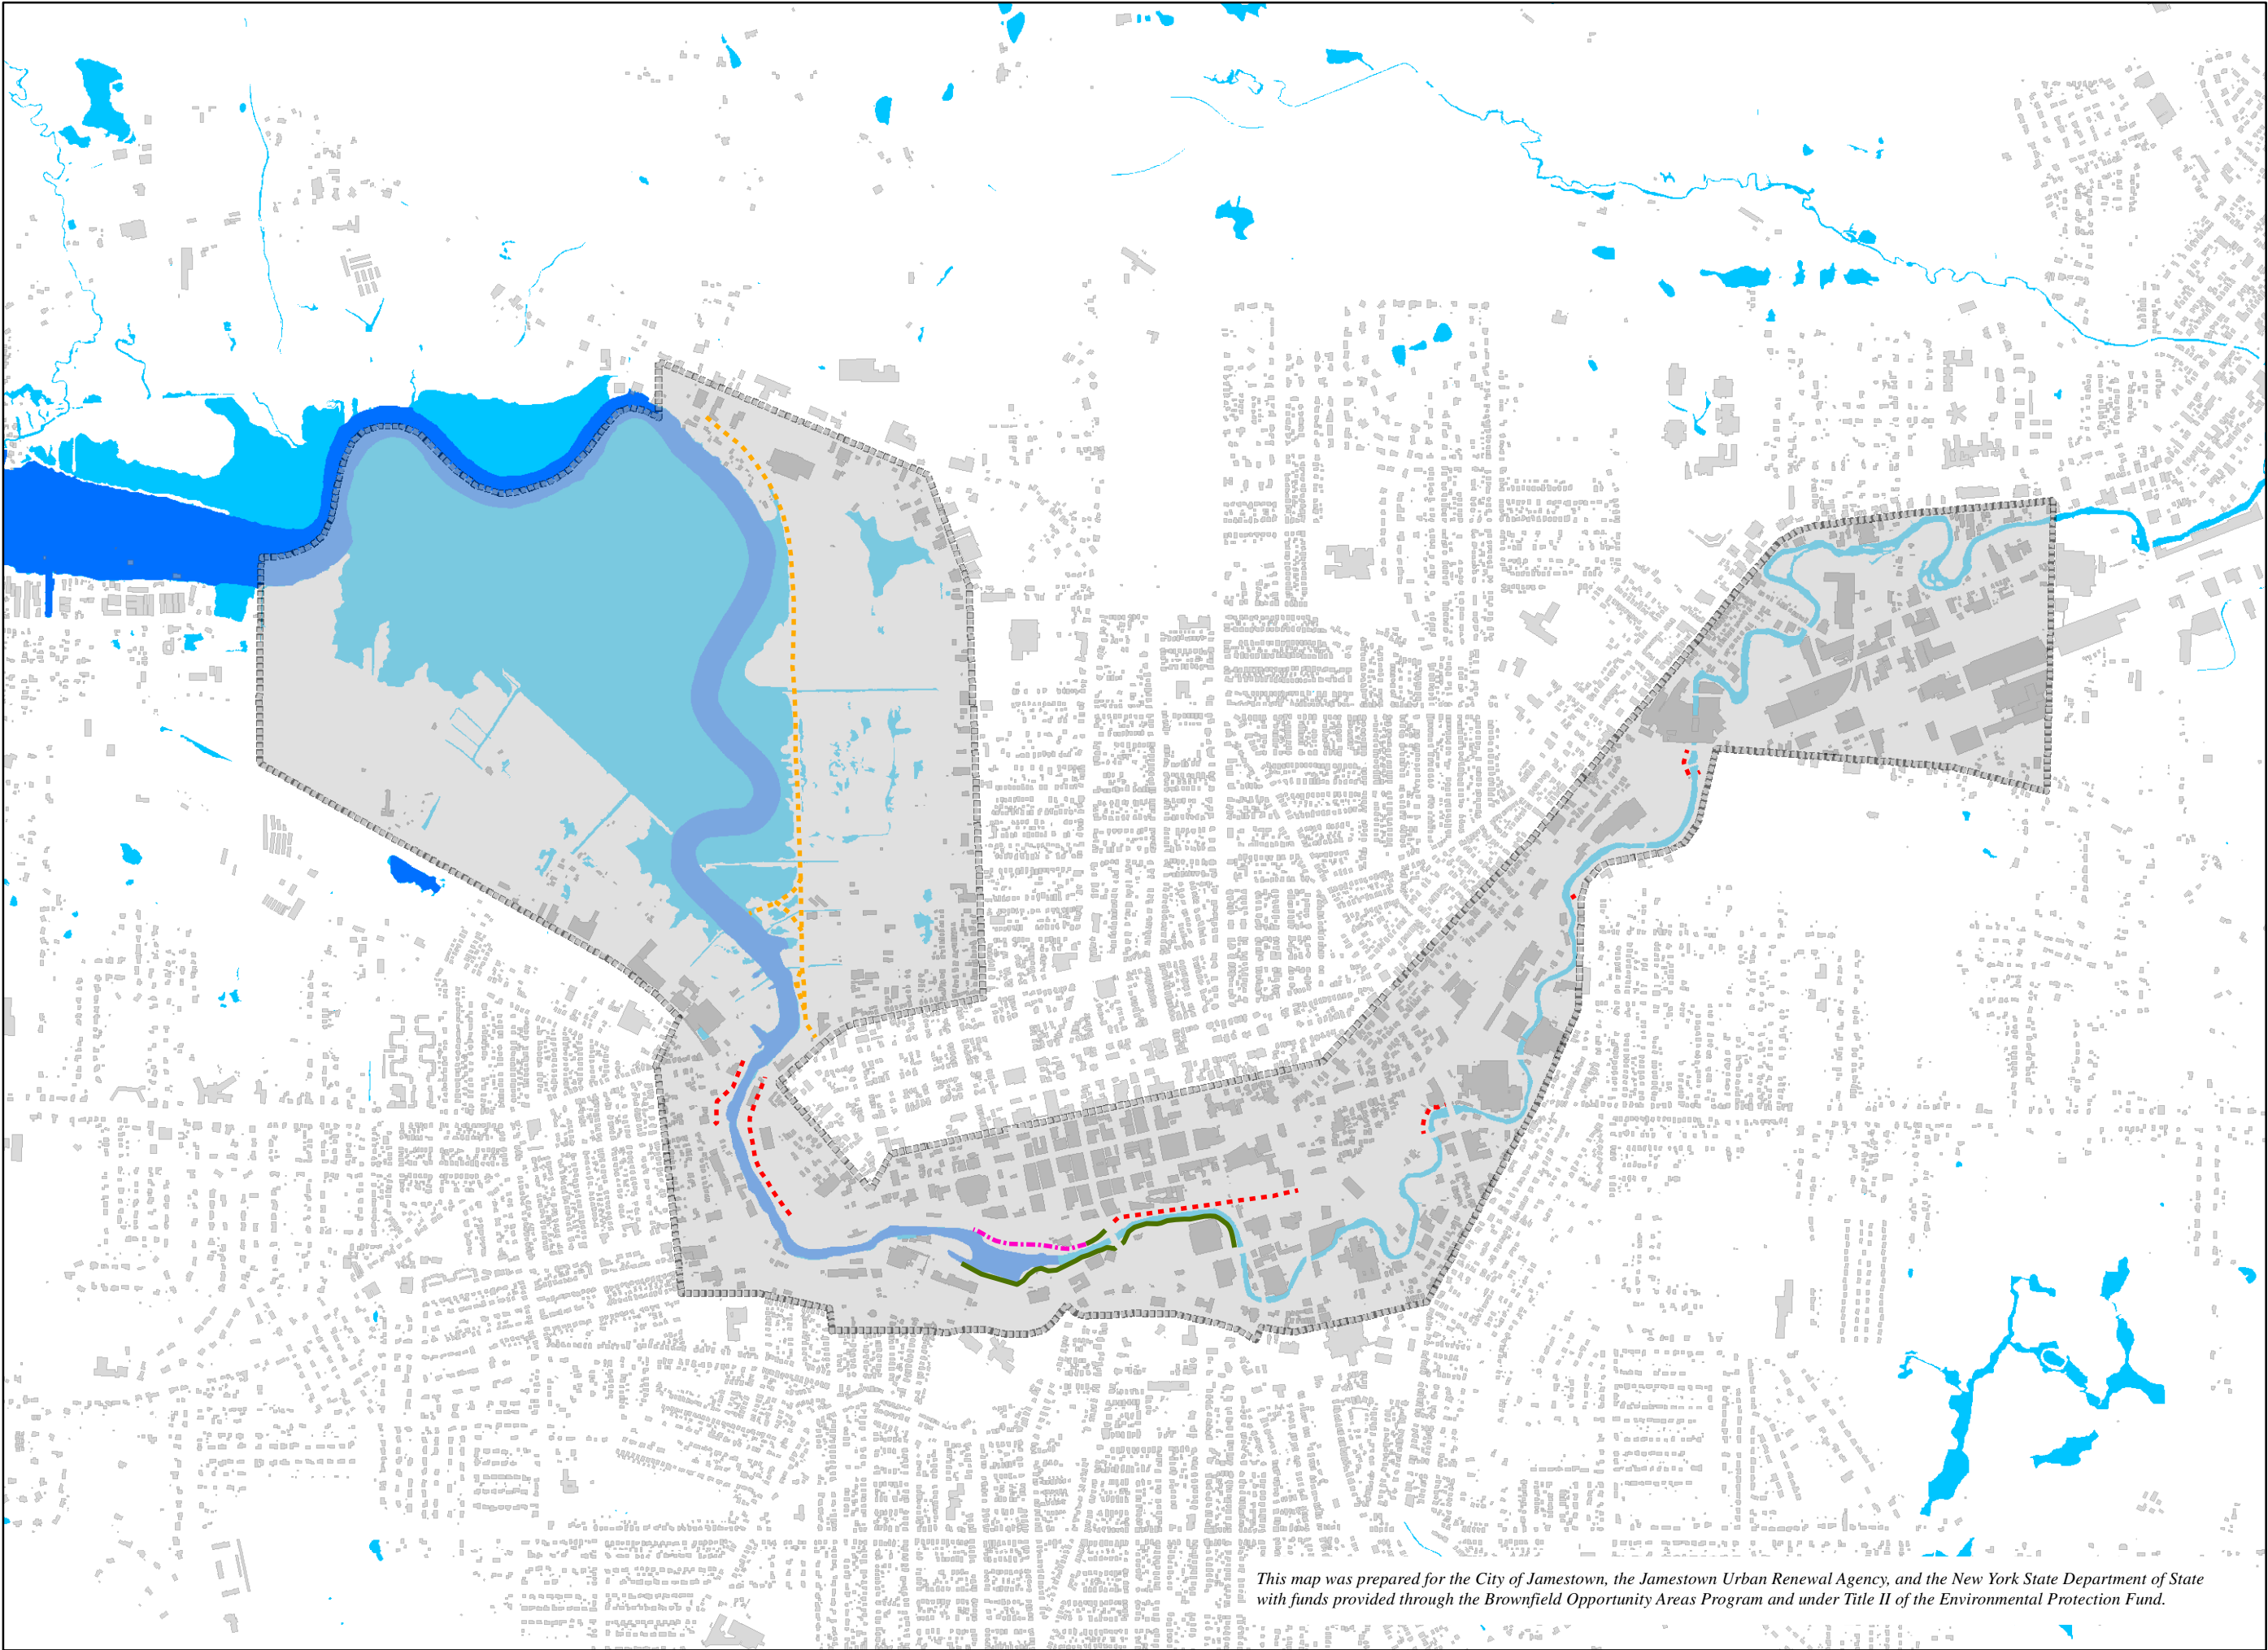 This map was prepared for the City of Jamestown, the Jamestown Urban Renewal Agency, and the New York State Department of State
with funds provided through the Brownfield Opportunity Areas Program and under Title II of the Environmental Protection Fund.